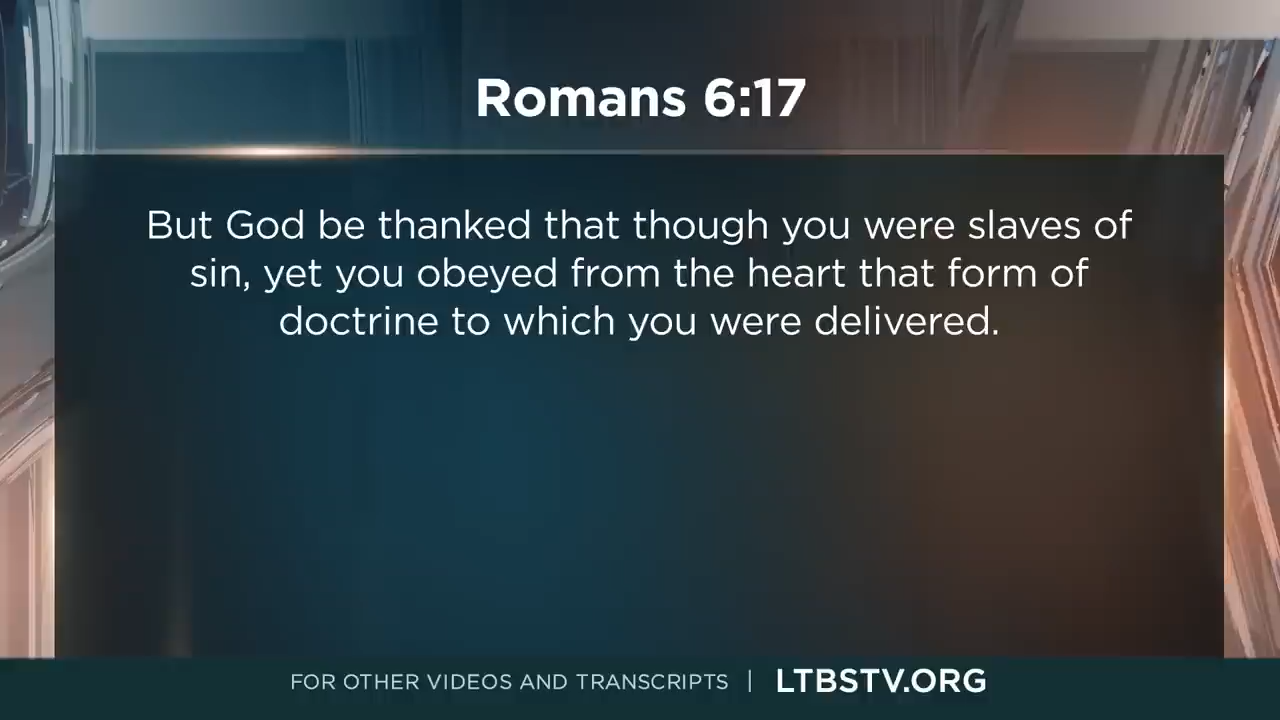 Romans 6:17
But God be thanked that though you were slaves of
sin, yet you obeyed from the heart that form of
doctrine to which you were delivered.
FOR OTHER VIDEOS AND TRANSCRIPTS | LTBSTV.ORG